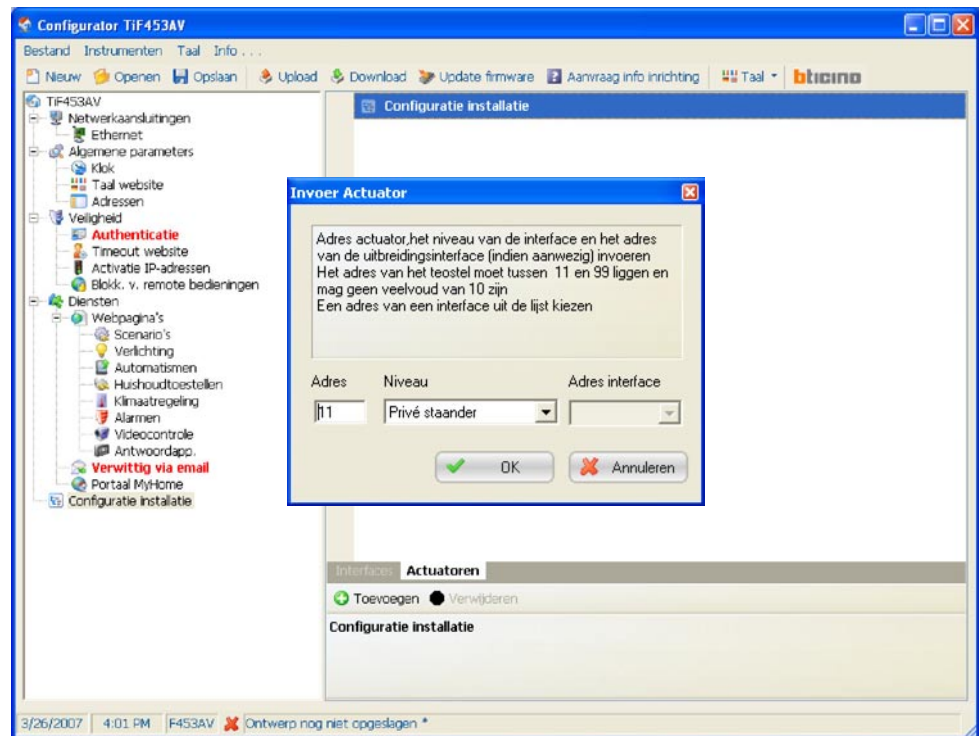 Configurator TiF453AV
Bestand Instrumenten Taal Info . . .
Nieuw Openen Opslaan Upload Download Update firmware Aanvraag info inrichting Taal bticino
TiF453AV
Netwerkaansluitingen
Ethernet
Algemene parameters
Klok
Taal website
Adressen
Veiligheid
Authenticatie
Timeout website
Activatie IP-adressen
Blokk. v. remote bedieningen
Diensten
Webpagina's
Scenario's
Verlichting
Automatismen
Huishoudtoestellen
Klimaatregeling
Alarmen
Videocontrole
Antwoordapp.
Verwittig via email
Portaal MyHome
Configuratie installatie
Configuratie installatie
Invoer Actuator
Adres actuator,het niveau van de interface en het adres
van de uitbreidingsinterface (indien aanwezig) invoeren
Het adres van het teostel moet tussen 11 en 99 liggen en
mag geen veelvoud van 10 zijn
Een adres van een interface uit de lijst kiezen
Adres Niveau Adres interface
11 Privé staander
OK Annuleren
Interfaces Actuatoren
Toevoegen Verwijderen
Configuratie installatie
3/26/2007 4:01 PM F453AV Ontwerp nog niet opgeslagen *